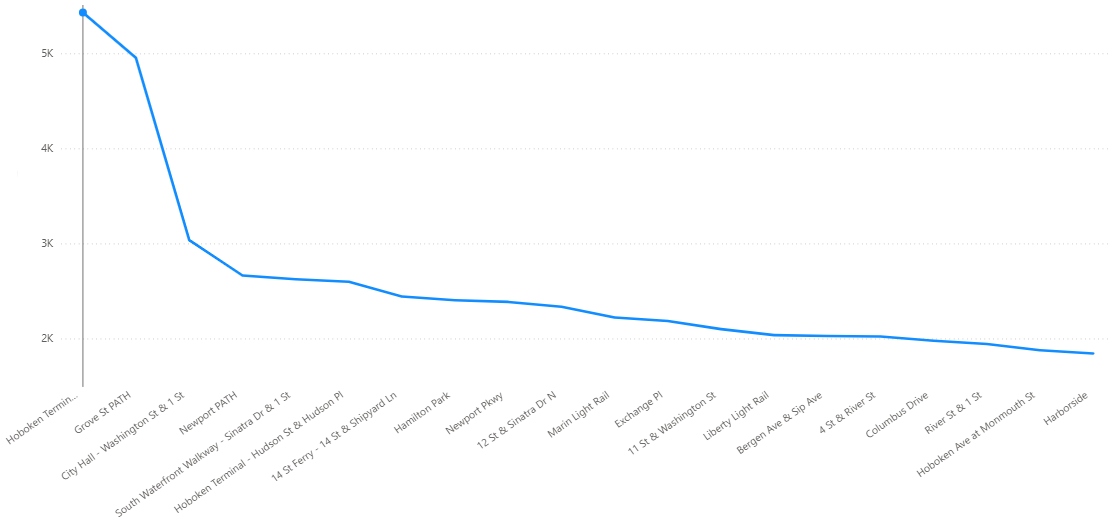 5K
4K
3K
2K
Hoboken Termin...
Grove St PATH
City Hall - Washington St & 1 St
Newport PATH
South Waterfront Walkway - Sinatra Dr & 1 St
Hoboken Terminal - Hudson St & Hudson Pl
14 St Ferry - 14 St & Shipyard Ln
Hamilton Park
Newport Pkwy
12 St & Sinatra Dr N
Marin Light Rail
Exchange Pl
11 St & Washington St
Liberty Light Rail
Bergen Ave & Sip Ave
4 St & River St
Columbus Drive
River St & 1 St
Hoboken Ave at Monmouth St
Harborside